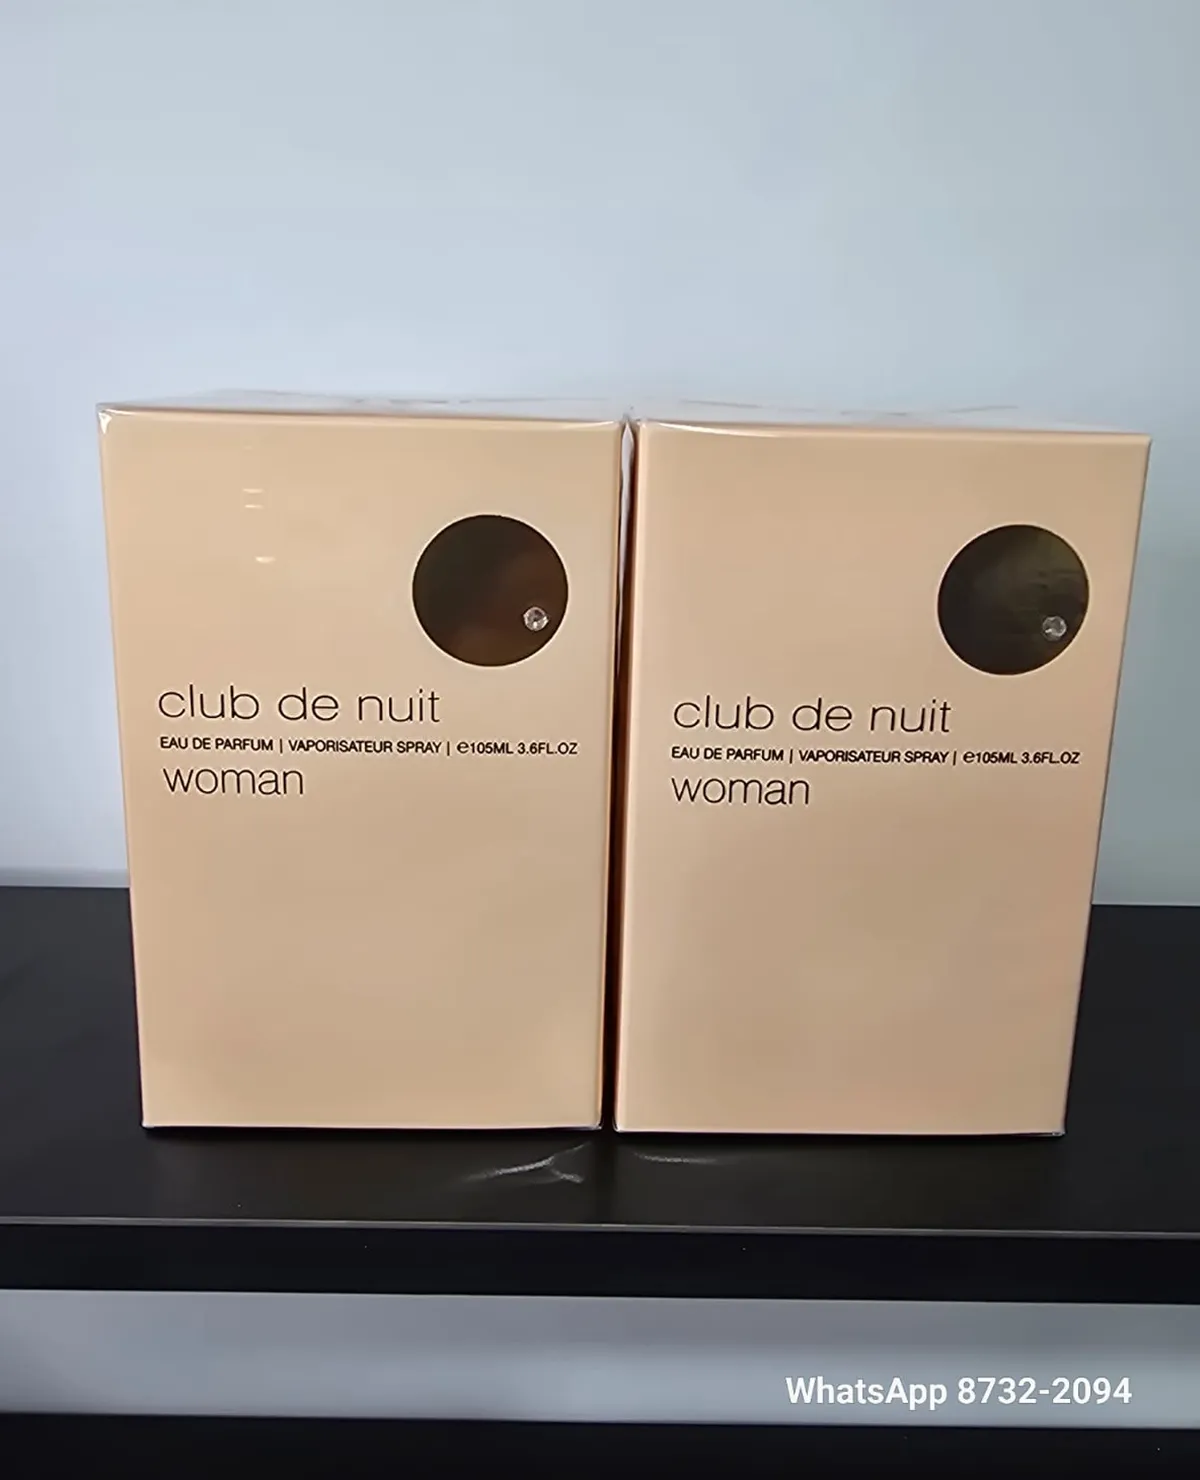 club de nuit
EAU DE PARFUM | VAPORISATEUR SPRAY | ℮105ML 3.6FL.OZ
woman
club de nuit
EAU DE PARFUM | VAPORISATEUR SPRAY | ℮105ML 3.6FL.OZ
woman
WhatsApp 8732-2094